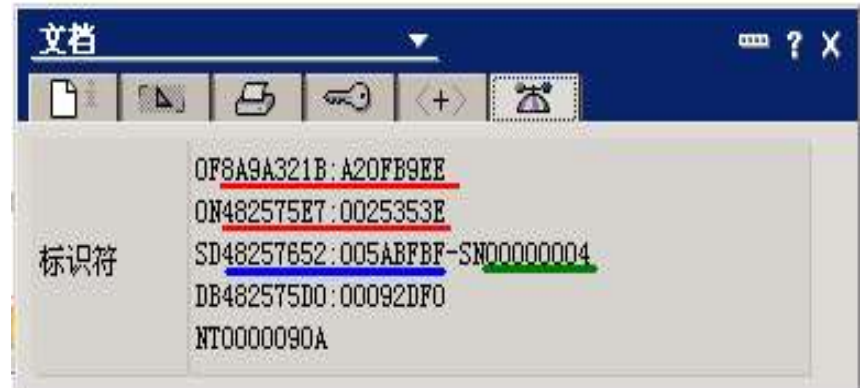 文档
? X
<+>
标识符
OF8A9A321B:A20FB9EE
ON482575E7:0025353E
SD48257652:005ABFBF-SN00000004
DB482575D0:00092DF0
NT0000090A